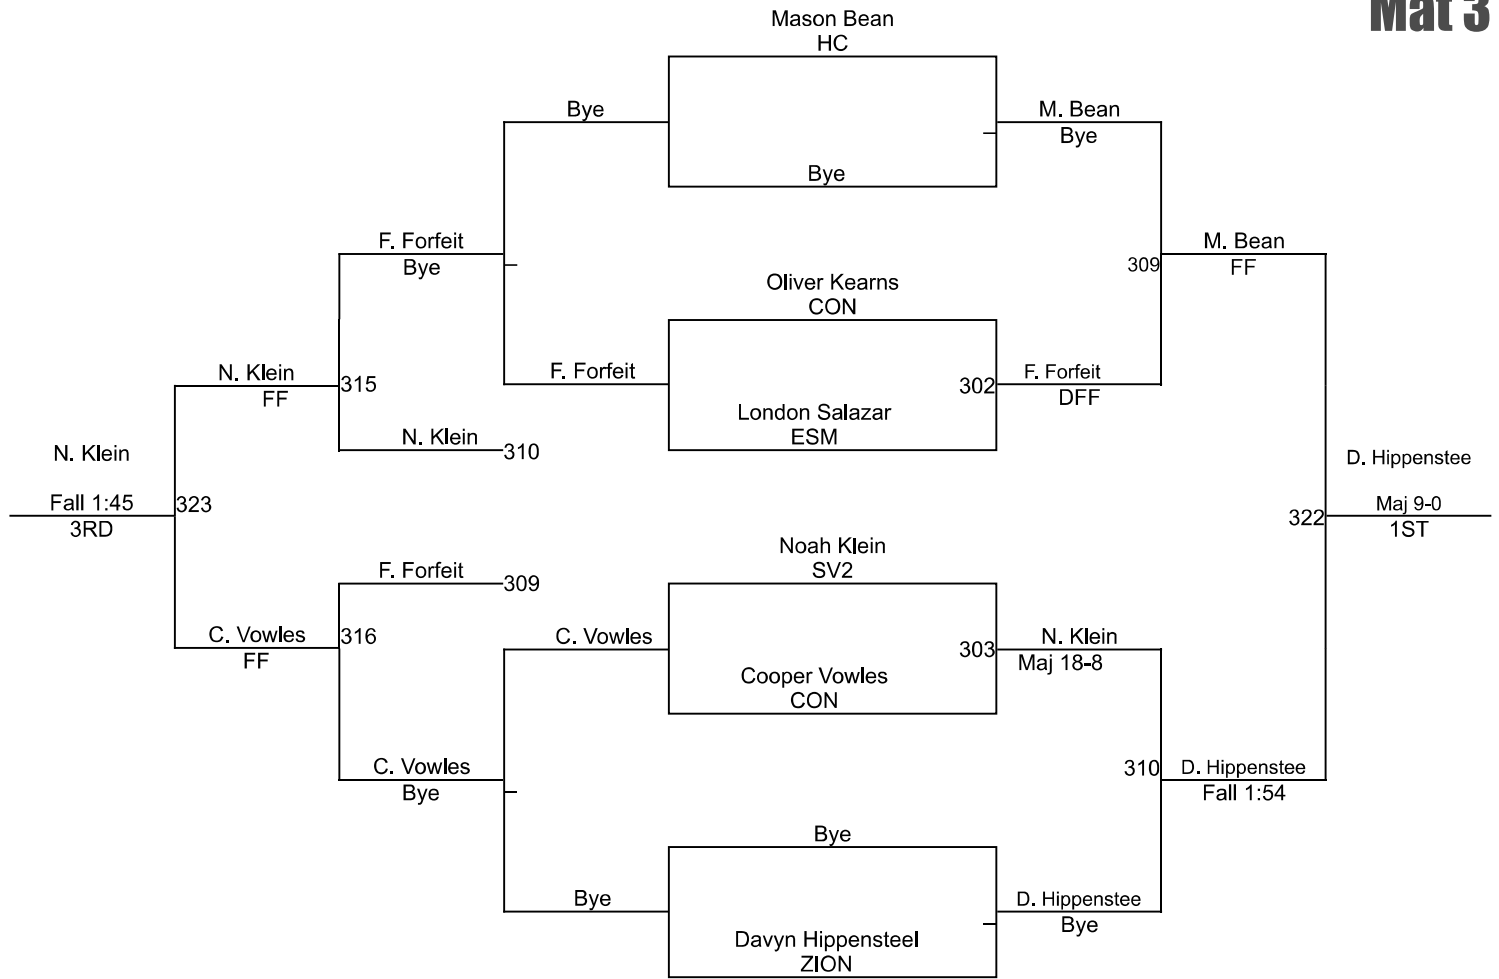 Mat 3
Mason Bean
HC
Bye
M. Bean
Bye
Bye
F. Forfeit
Bye
M. Bean
309
FF
Oliver Kearns
CON
N. Klein
FF
315
F. Forfeit
302
F. Forfeit
DFF
London Salazar
ESM
N. Klein
310
N. Klein
Fall 1:45
323
3RD
D. Hippenstee
Maj 9-0
322
1ST
Noah Klein
SV2
F. Forfeit
309
C. Vowles
316
FF
C. Vowles
303
N. Klein
Maj 18-8
Cooper Vowles
CON
C. Vowles
Bye
310
D. Hippenstee
Fall 1:54
Bye
Bye
D. Hippenstee
Bye
Davyn Hippensteel
ZION